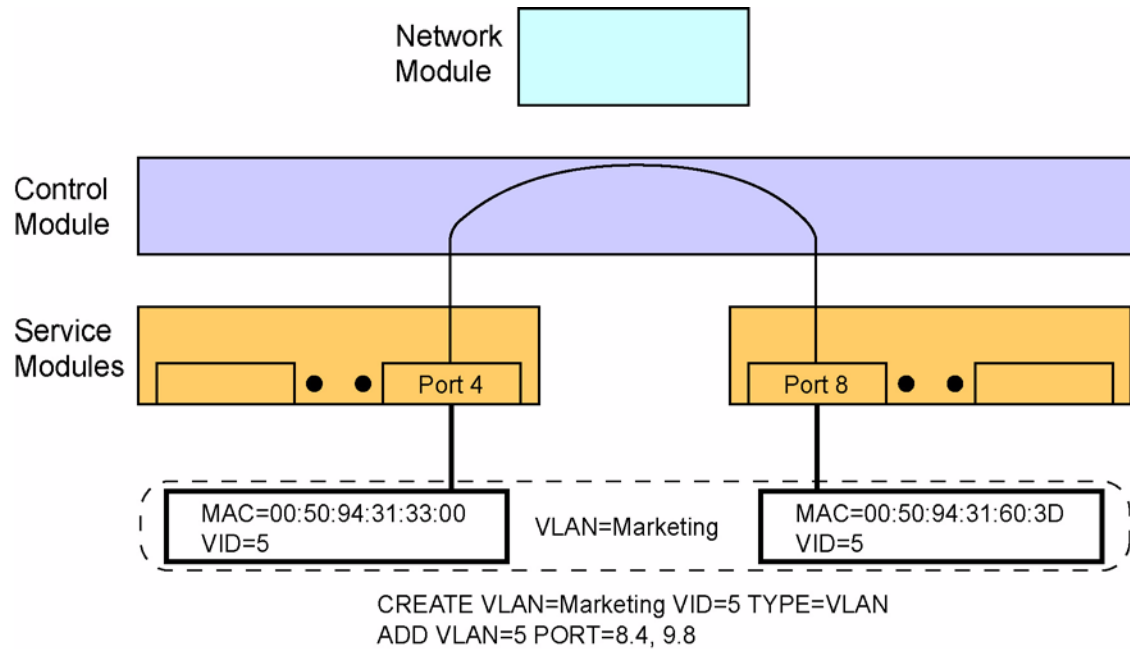 Network
Module
Control
Module
Service
Modules
Port 4
Port 8
MAC=00:50:94:31:33:00
VID=5
VLAN=Marketing
MAC=00:50:94:31:60:3D
VID=5
CREATE VLAN=Marketing VID=5 TYPE=VLAN
ADD VLAN=5 PORT=8.4, 9.8